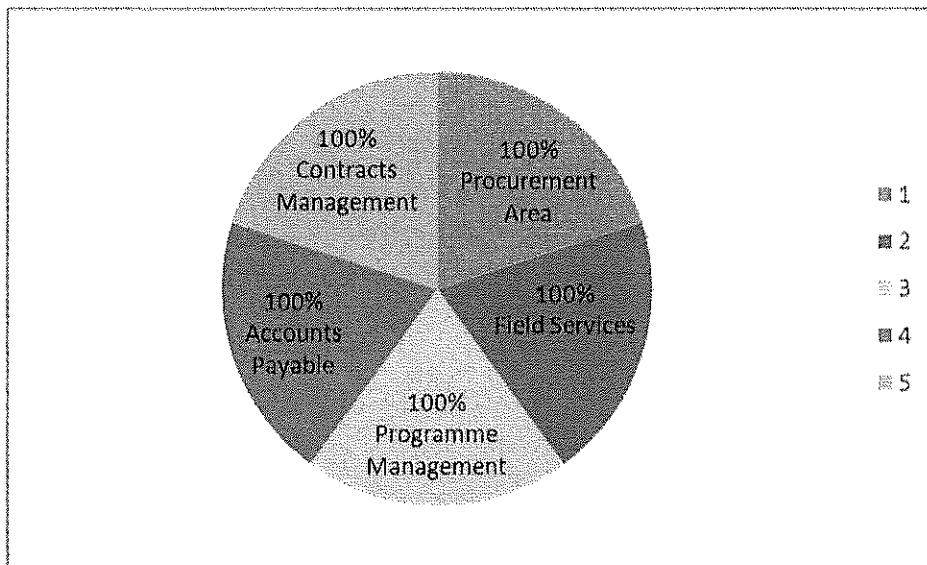 100%
Contracts
Management
100%
Procurement
Area
100%
Accounts
Payable
100%
Field Services
100%
Programme
Management
1
2
3
4
5